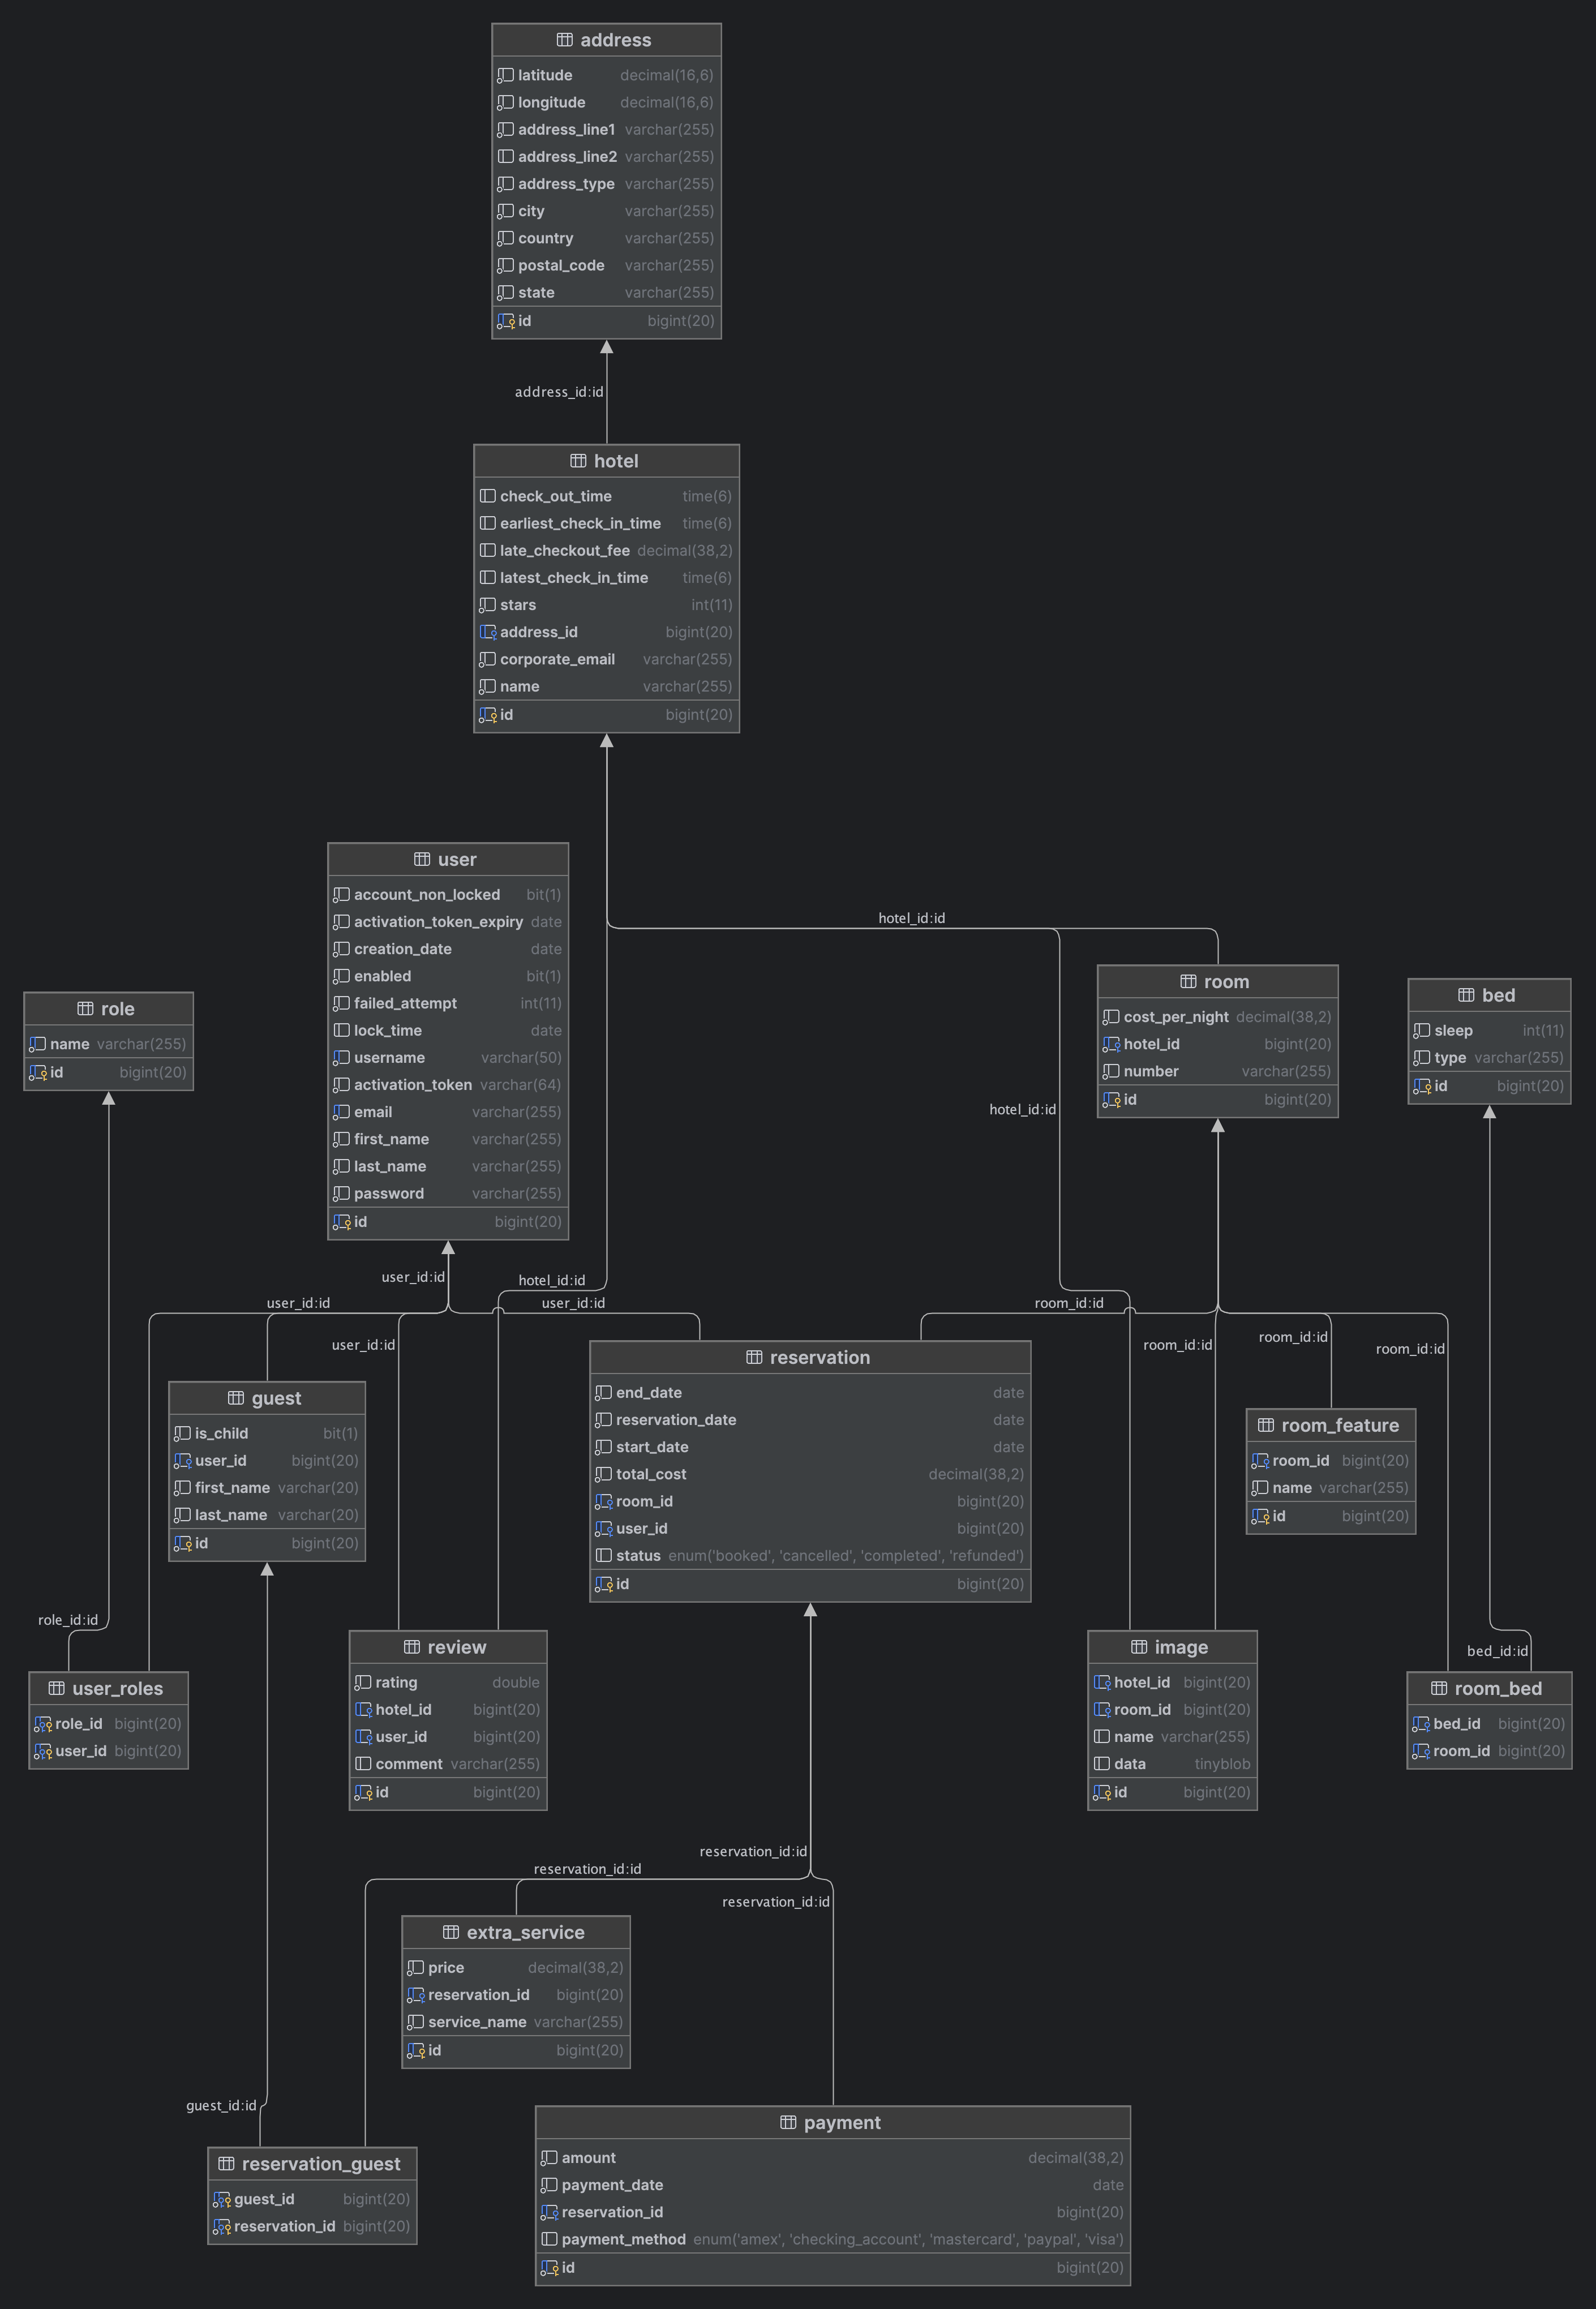 address
latitude decimal(16,6)
longitude decimal(16,6)
address_line1 varchar(255)
address_line2 varchar(255)
address_type varchar(255)
city varchar(255)
country varchar(255)
postal_code varchar(255)
state varchar(255)
id bigint(20)
address_id:id
hotel
check_out_time time(6)
earliest_check_in_time time(6)
late_checkout_fee decimal(38,2)
latest_check_in_time time(6)
stars int(11)
address_id bigint(20)
corporate_email varchar(255)
name varchar(255)
id bigint(20)
user
account_non_locked bit(1)
activation_token_expiry date
creation_date date
enabled bit(1)
failed_attempt int(11)
lock_time date
username varchar(50)
activation_token varchar(64)
email varchar(255)
first_name varchar(255)
last_name varchar(255)
password varchar(255)
id bigint(20)
hotel_id:id
role
name varchar(255)
id bigint(20)
room
cost_per_night decimal(38,2)
hotel_id bigint(20)
number varchar(255)
id bigint(20)
bed
sleep int(11)
type varchar(255)
id bigint(20)
hotel_id:id
user_id:id
hotel_id:id
user_id:id
user_id:id
room_id:id
user_id:id
room_id:id
room_id:id
room_id:id
guest
is_child bit(1)
user_id bigint(20)
first_name varchar(20)
last_name varchar(20)
id bigint(20)
reservation
end_date date
reservation_date date
start_date date
total_cost decimal(38,2)
room_id bigint(20)
user_id bigint(20)
status enum('booked', 'cancelled', 'completed', 'refunded')
id bigint(20)
room_feature
room_id bigint(20)
name varchar(255)
id bigint(20)
role_id:id
bed_id:id
user_roles
role_id bigint(20)
user_id bigint(20)
review
rating double
hotel_id bigint(20)
user_id bigint(20)
comment varchar(255)
id bigint(20)
image
hotel_id bigint(20)
room_id bigint(20)
name varchar(255)
data tinyblob
id bigint(20)
room_bed
bed_id bigint(20)
room_id bigint(20)
reservation_id:id
reservation_id:id
reservation_id:id
extra_service
price decimal(38,2)
reservation_id bigint(20)
service_name varchar(255)
id bigint(20)
guest_id:id
reservation_guest
guest_id bigint(20)
reservation_id bigint(20)
payment
amount decimal(38,2)
payment_date date
reservation_id bigint(20)
payment_method enum('amex', 'checking_account', 'mastercard', 'paypal', 'visa')
id bigint(20)